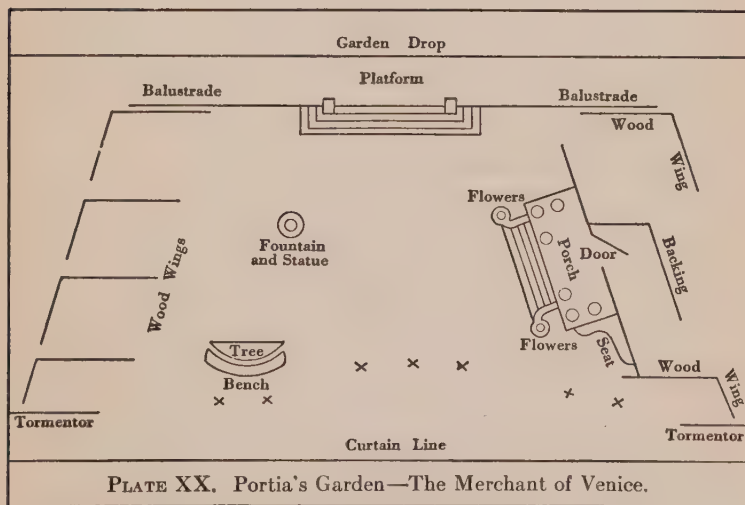 Garden Drop
Platform
Balustrade
Balustrade
Wood
Wing
Flowers
Fountain
and Statue
Porch
Door
Backing
Wood Wings
Tree
Bench
Flowers
Seat
Wood
Wing
Tormentor
Tormentor
Curtain Line
PLATE XX. Portia's Garden—The Merchant of Venice.